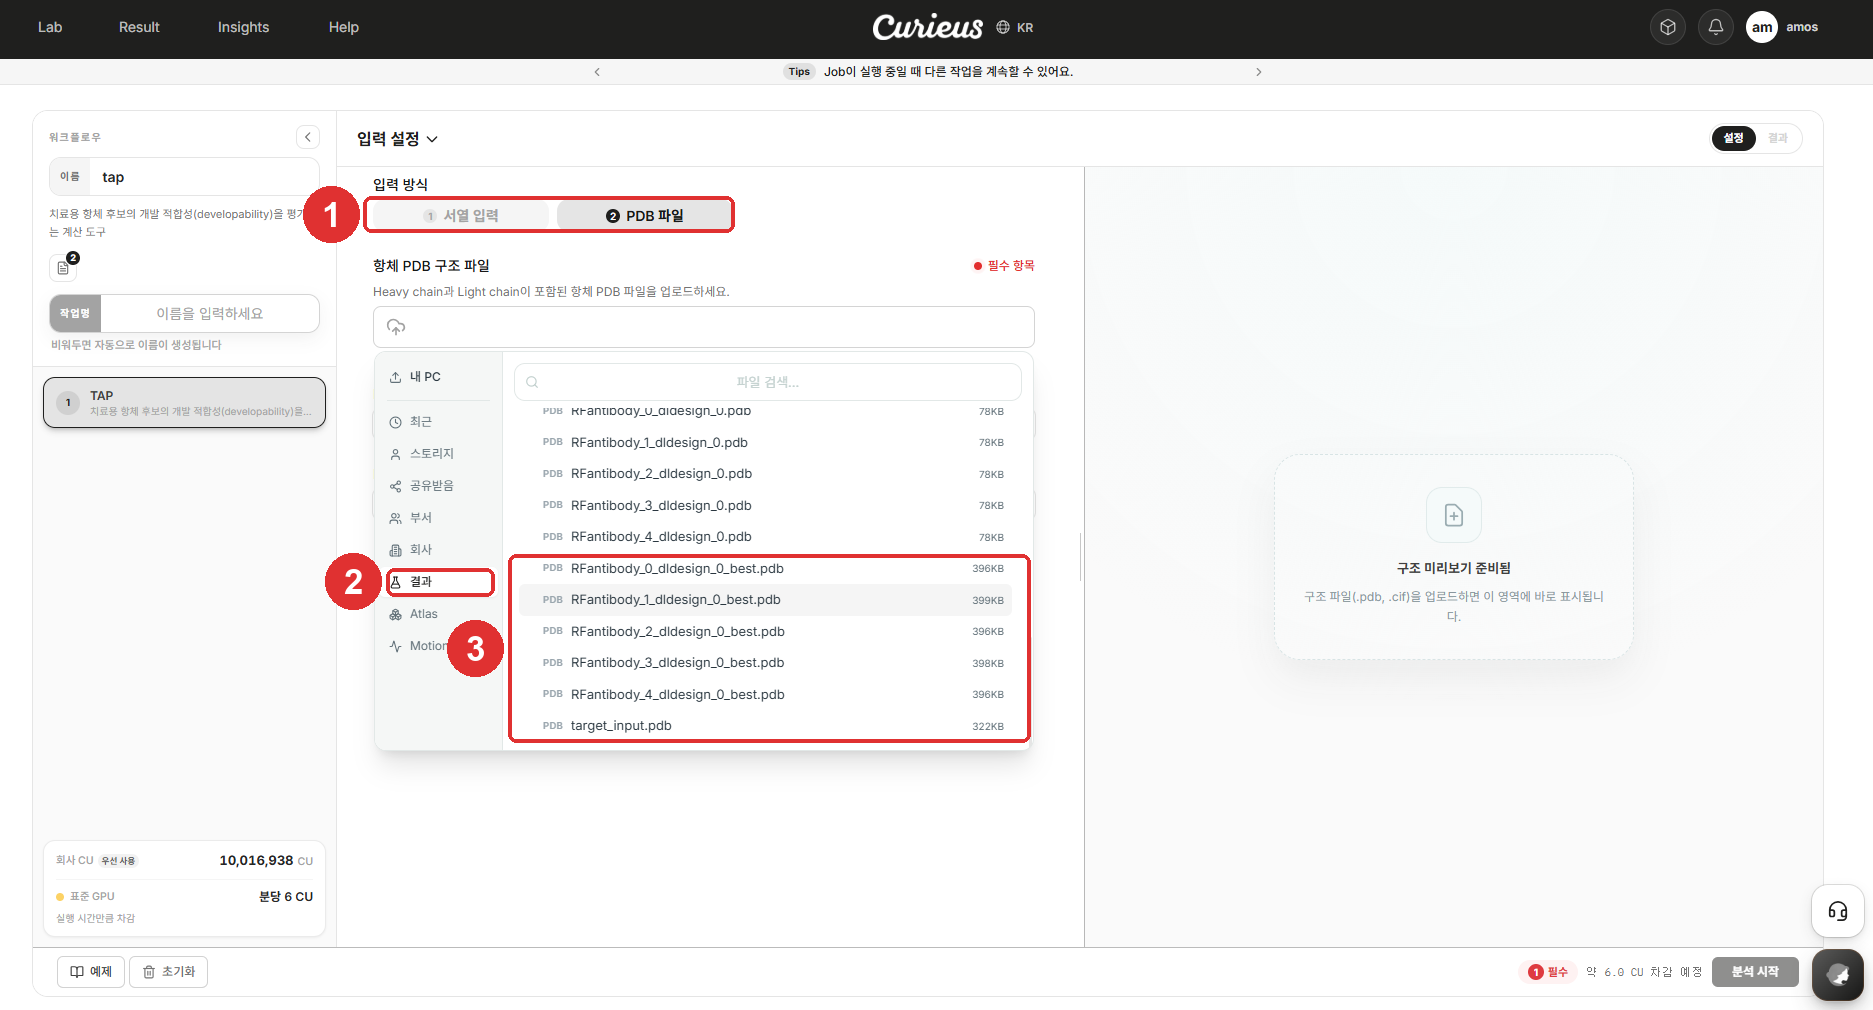 Lab
Result
Insights
Help
Curieus
KR
am
amos
Tips
Job이 실행 중일 때 다른 작업을 계속할 수 있어요.
워크플로우
이름
tap
치료용 항체 후보의 개발 적합성(developability)을 평가
는 계산 도구
2
작업명
이름을 입력하세요
비워두면 자동으로 이름이 생성됩니다
1
TAP
치료용 항체 후보의 개발 적합성(developability)을...
회사 CU
우선 사용
10,016,938 CU
표준 GPU
분당 6 CU
실행 시간만큼 차감
입력 설정
설정
결과
입력 방식
1
1 서열 입력
2 PDB 파일
항체 PDB 구조 파일
필수 항목
Heavy chain과 Light chain이 포함된 항체 PDB 파일을 업로드하세요.
내 PC
최근
스토리지
공유받음
부서
회사
2
결과
Atlas
Motion
3
파일 검색...
PDB RFantibody_0_dldesign_0.pdb 78KB
PDB RFantibody_1_dldesign_0.pdb 78KB
PDB RFantibody_2_dldesign_0.pdb 78KB
PDB RFantibody_3_dldesign_0.pdb 78KB
PDB RFantibody_4_dldesign_0.pdb 78KB
PDB RFantibody_0_dldesign_0_best.pdb 396KB
PDB RFantibody_1_dldesign_0_best.pdb 399KB
PDB RFantibody_2_dldesign_0_best.pdb 396KB
PDB RFantibody_3_dldesign_0_best.pdb 398KB
PDB RFantibody_4_dldesign_0_best.pdb 396KB
PDB target_input.pdb 322KB
구조 미리보기 준비됨
구조 파일(.pdb, .cif)을 업로드하면 이 영역에 바로 표시됩니
다.
예제
초기화
1 필수
약 6.0 CU 차감 예정
분석 시작